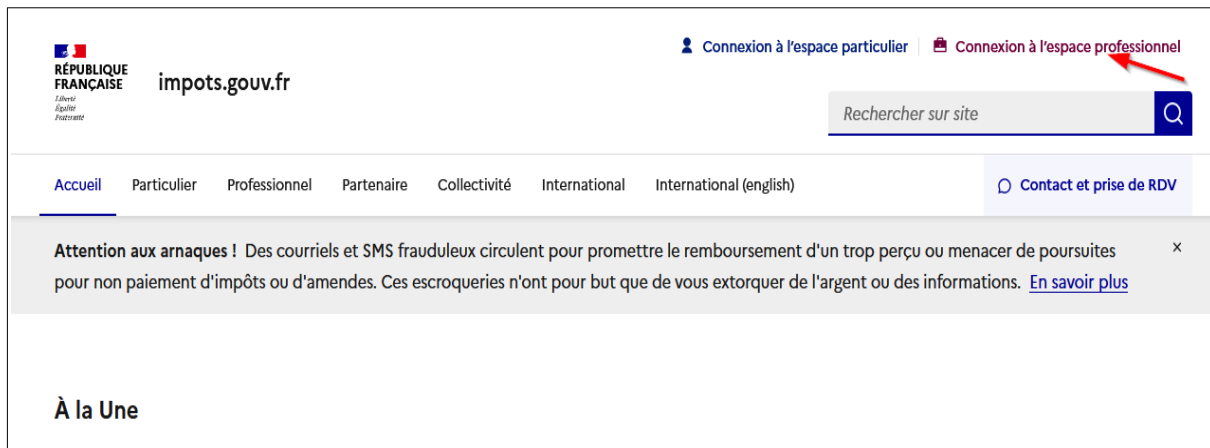 Connexion à l'espace particulier
Connexion à l'espace professionnel
RÉPUBLIQUE
FRANÇAISE
Liberté
Égalité
Fraternité
impots.gouv.fr
Rechercher sur site
Accueil Particulier Professionnel Partenaire Collectivité International International (english) Contact et prise de RDV
Attention aux arnaques ! Des courriels et SMS frauduleux circulent pour promettre le remboursement d'un trop perçu ou menacer de poursuites ×
pour non paiement d'impôts ou d'amendes. Ces escroqueries n'ont pour but que de vous extorquer de l'argent ou des informations. En savoir plus
À la Une